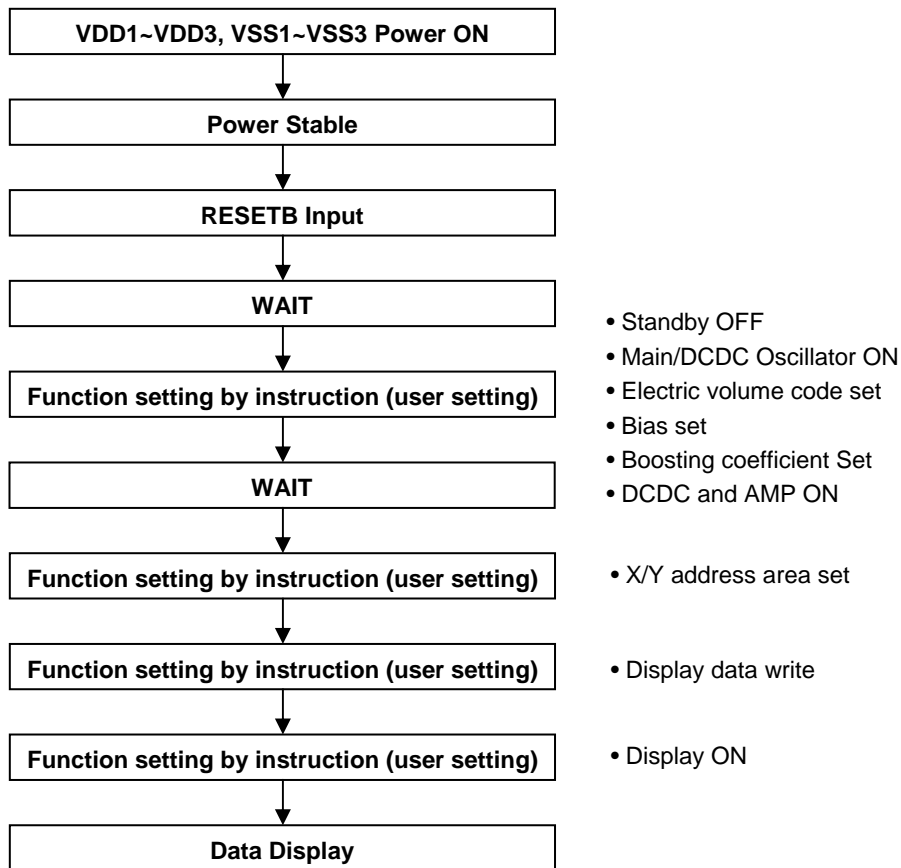 VDD1~VDD3, VSS1~VSS3 Power ON
Power Stable
RESETB Input
WAIT
Function setting by instruction (user setting)
• Standby OFF
• Main/DCDC Oscillator ON
• Electric volume code set
• Bias set
• Boosting coefficient Set
• DCDC and AMP ON
WAIT
Function setting by instruction (user setting)
• X/Y address area set
Function setting by instruction (user setting)
• Display data write
Function setting by instruction (user setting)
• Display ON
Data Display